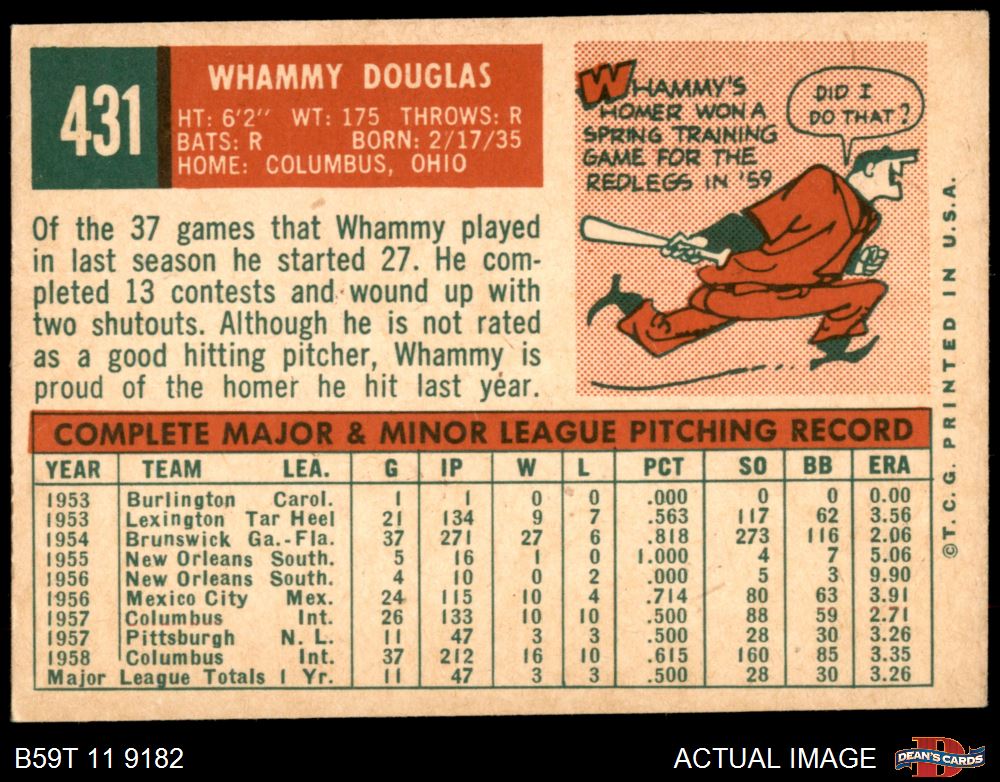 431
WHAMMY DOUGLAS
HT: 6'2" WT: 175 THROWS: R
BATS: R BORN: 2/17/35
HOME: COLUMBUS, OHIO
WHAMMY'S
HOMER WON A
SPRING TRAINING
GAME FOR THE
REDLEGS IN '59
DID I
DO THAT?
Of the 37 games that Whammy played
in last season he started 27. He com-
pleted 13 contests and wound up with
two shutouts. Although he is not rated
as a good hitting pitcher, Whammy is
proud of the homer he hit last year.
©T.C.G. PRINTED IN U.S.A.
COMPLETE MAJOR & MINOR LEAGUE PITCHING RECORD
YEAR TEAM LEA. G IP W L PCT SO BB ERA
1953 Burlington Carol. 1 1 0 0 .000 0 0 0.00
1953 Lexington Tar Heel 21 134 9 7 .563 117 62 3.56
1954 Brunswick Ga.-Fla. 37 271 27 6 .818 273 116 2.06
1955 New Orleans South. 5 16 1 0 1.000 4 7 5.06
1956 New Orleans South. 4 10 0 2 .000 5 3 9.90
1956 Mexico City Mex. 24 115 10 4 .714 80 63 3.91
1957 Columbus Int. 26 133 10 10 .500 88 59 2.71
1957 Pittsburgh N. L. 11 47 3 3 .500 28 30 3.26
1958 Columbus Int. 37 212 16 10 .615 160 85 3.35
Major League Totals 1 Yr. 11 47 3 3 .500 28 30 3.26
B59T 11 9182
ACTUAL IMAGE
DEAN'S CARDS